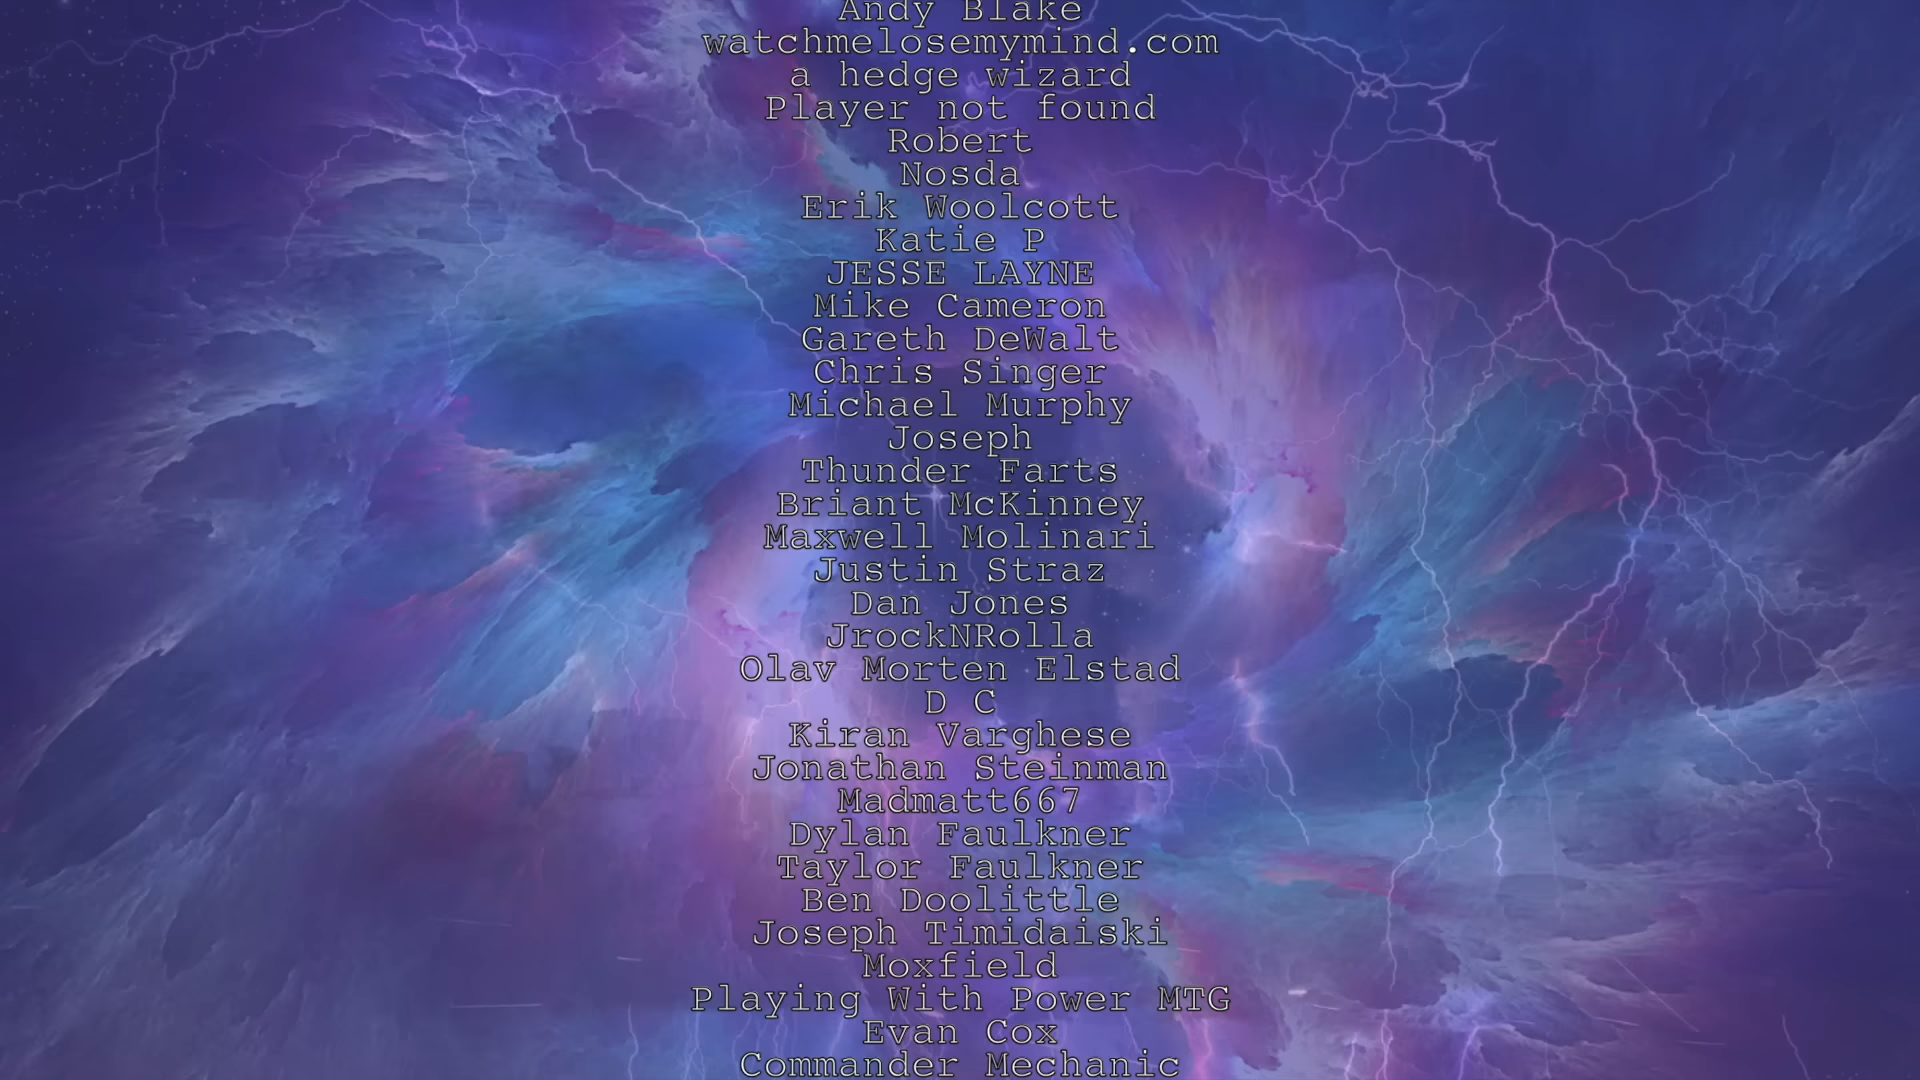 Andy Blake
watchmelosemymind.com
a hedge wizard
Player not found
Robert
Nosda
Erik Woolcott
Katie P
JESSE LAYNE
Mike Cameron
Gareth DeWalt
Chris Singer
Michael Murphy
Joseph
Thunder Farts
Briant McKinney
Maxwell Molinari
Justin Straz
Dan Jones
JrockNRolla
Olav Morten Elstad
D C
Kiran Varghese
Jonathan Steinman
Madmatt667
Dylan Faulkner
Taylor Faulkner
Ben Doolittle
Joseph Timidaiski
Moxfield
Playing With Power MTG
Evan Cox
Commander Mechanic